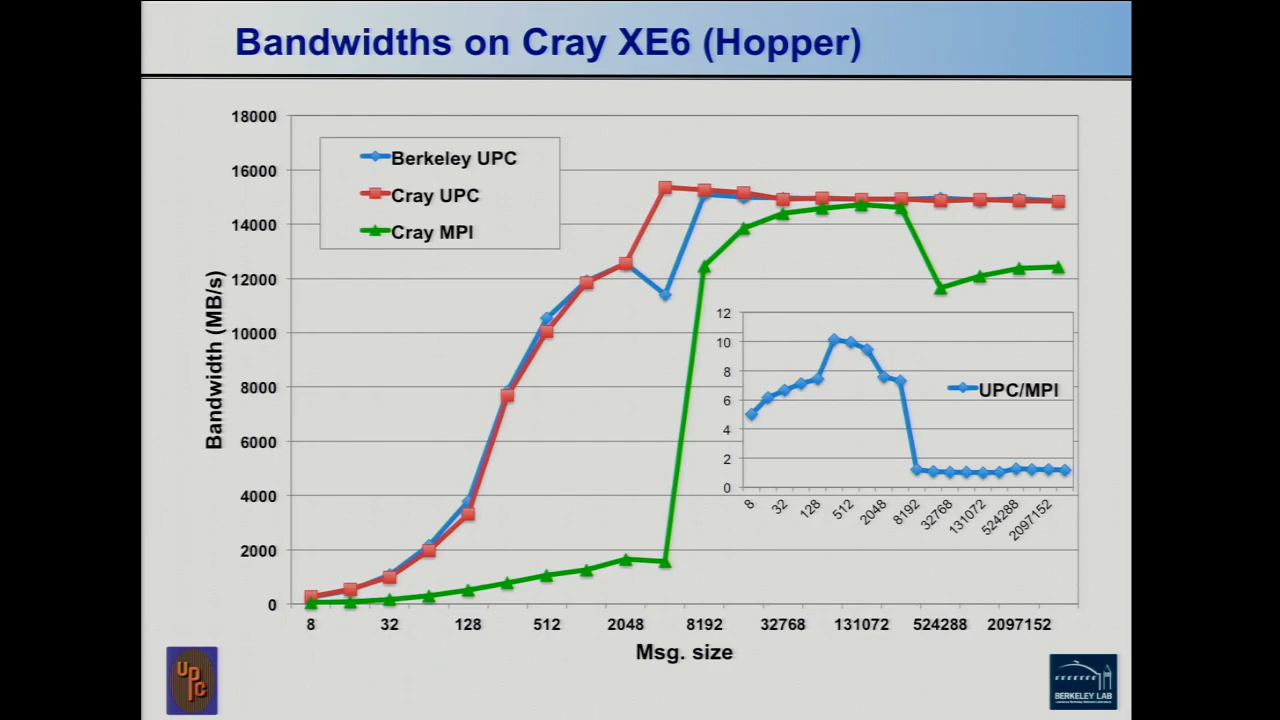 Bandwidths on Cray XE6 (Hopper)
18000
16000
14000
12000
10000
8000
6000
4000
2000
0
Bandwidth (MB/s)
Berkeley UPC
Cray UPC
Cray MPI
8 32 128 512 2048 8192 32768 131072 524288 2097152
Msg. size
12
10
8
6
4
2
0
UPC/MPI
8 32 128 512 2048 8192 32768 131072 524288 2097152
UPC
BERKELEY LAB